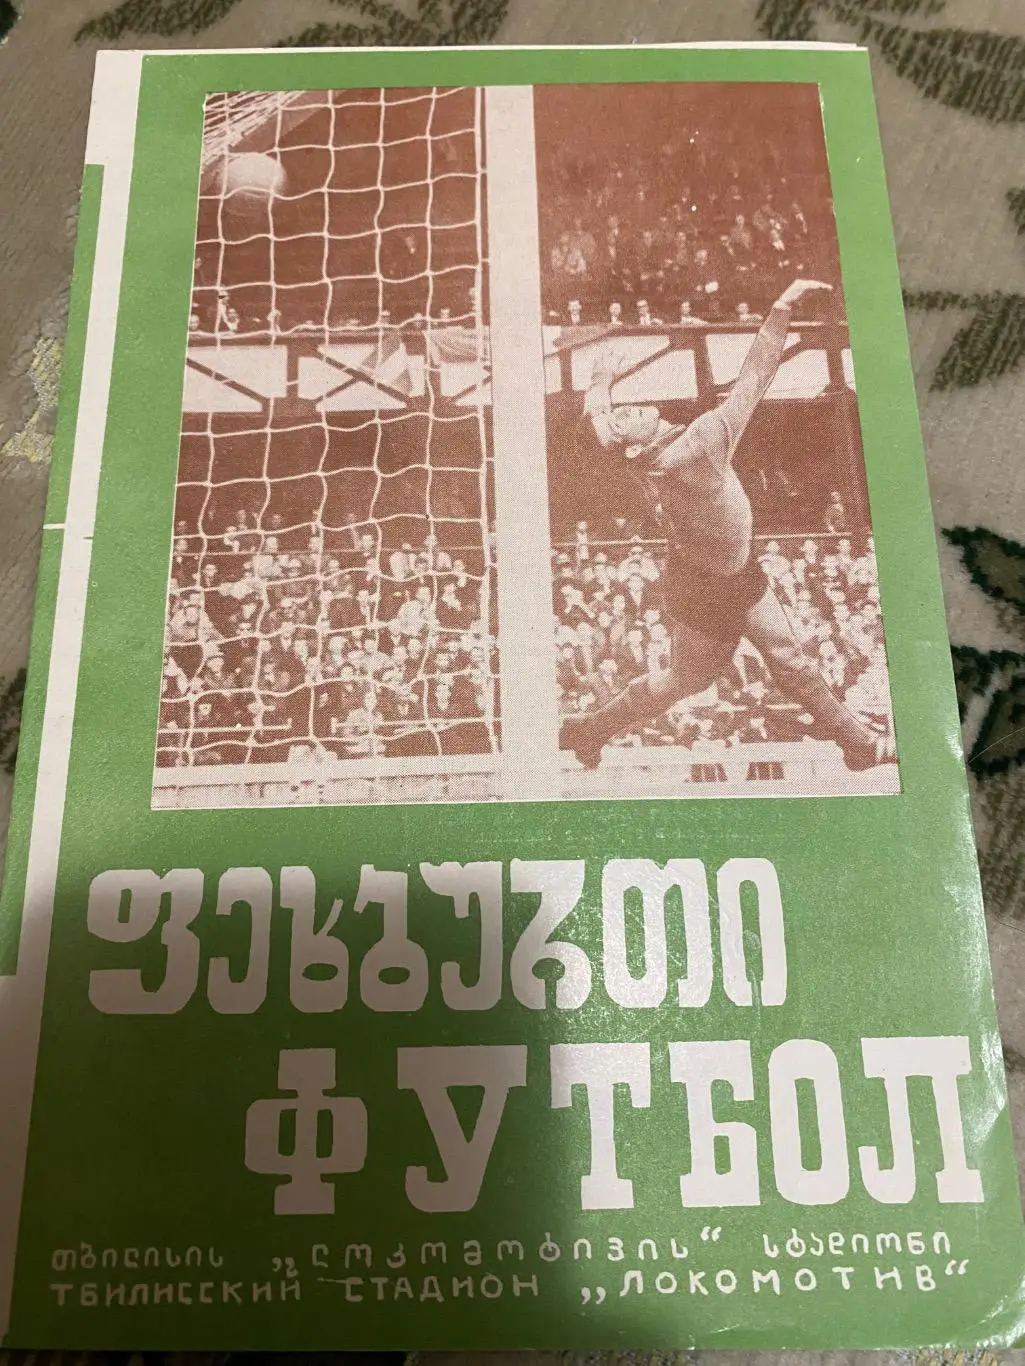 ფეხბურთი
ФУТБОЛ
თბილისის „ლოკომოტივის“ სტადიონი
ТБИЛИССКИЙ СТАДИОН „ЛОКОМОТИВ“